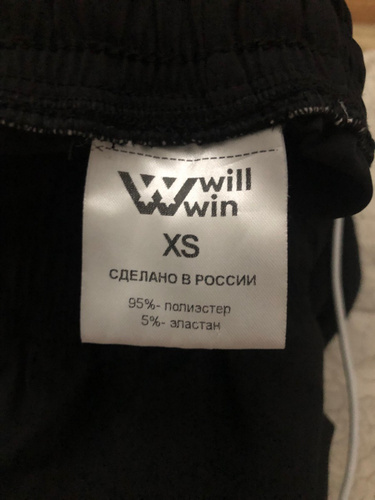 will
win
XS
СДЕЛАНО В РОССИИ
95%- полиэстер
5%- эластан